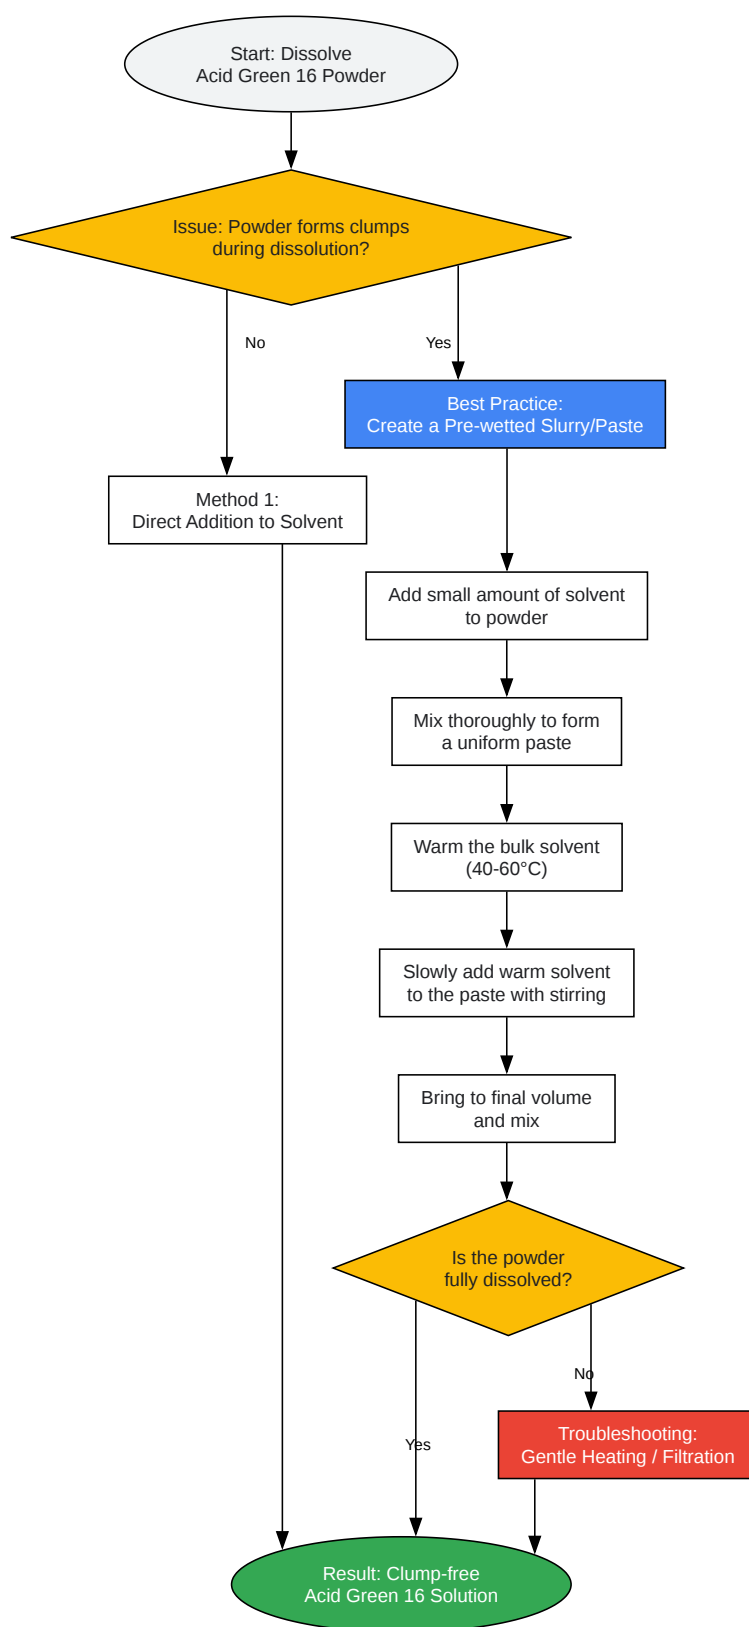 Start: Dissolve
Acid Green 16 Powder
Issue: Powder forms clumps
during dissolution?
No
Yes
Best Practice:
Create a Pre-wetted Slurry/Paste
Method 1:
Direct Addition to Solvent
Add small amount of solvent
to powder
Mix thoroughly to form
a uniform paste
Warm the bulk solvent
(40-60°C)
Slowly add warm solvent
to the paste with stirring
Bring to final volume
and mix
Is the powder
fully dissolved?
No
Troubleshooting:
Gentle Heating / Filtration
Yes
Result: Clump-free
Acid Green 16 Solution